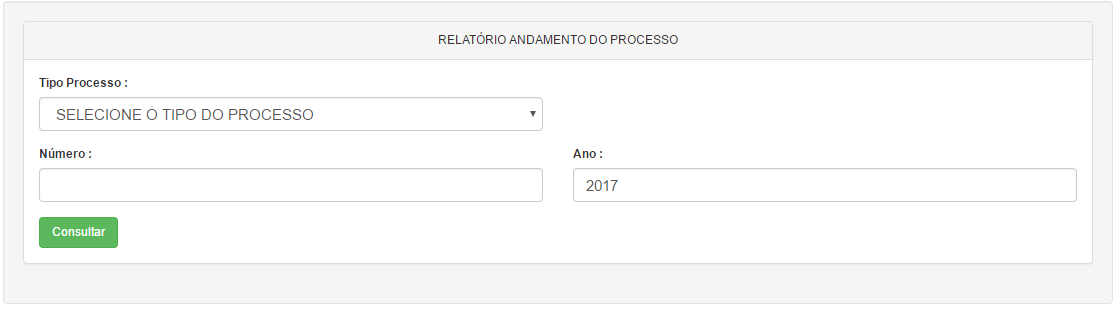 RELATÓRIO ANDAMENTO DO PROCESSO
Tipo Processo :
SELECIONE O TIPO DO PROCESSO
Número :
Ano :
2017
Consultar